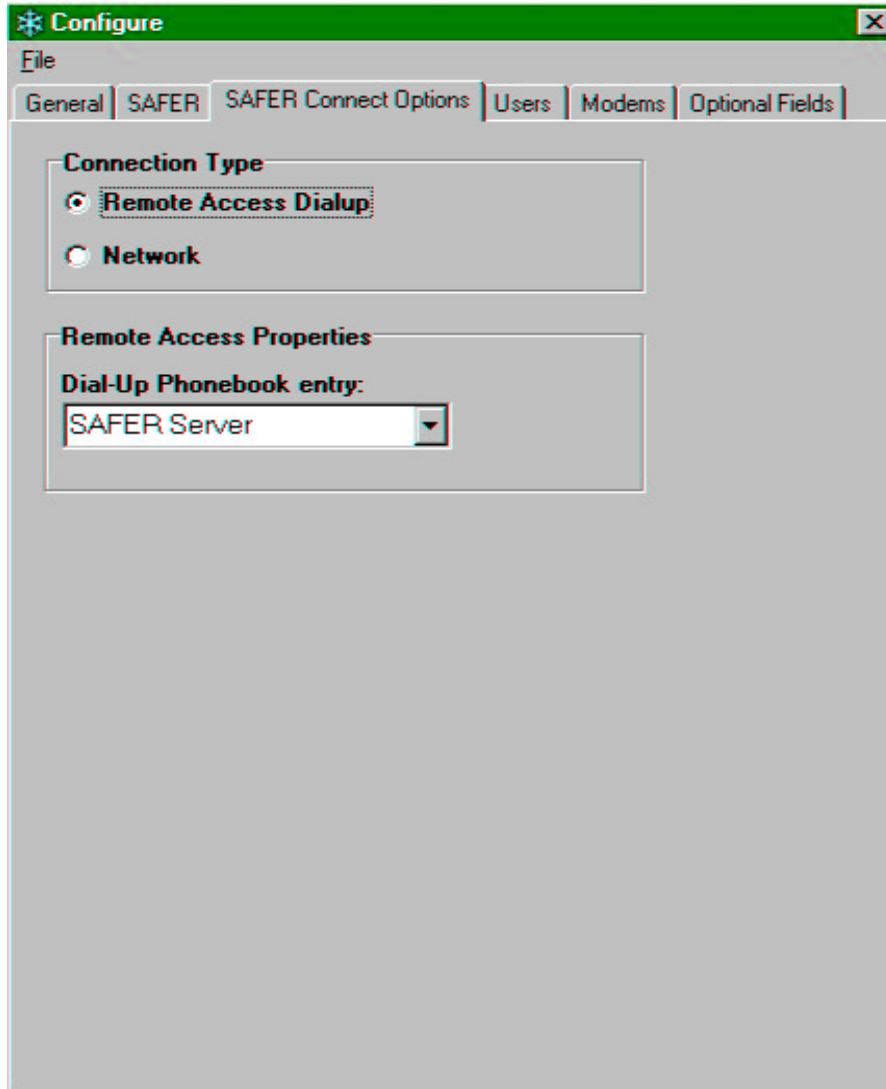 Configure
File
General SAFER SAFER Connect Options Users Modems Optional Fields
Connection Type
Remote Access Dialup
Network
Remote Access Properties
Dial-Up Phonebook entry:
SAFER Server